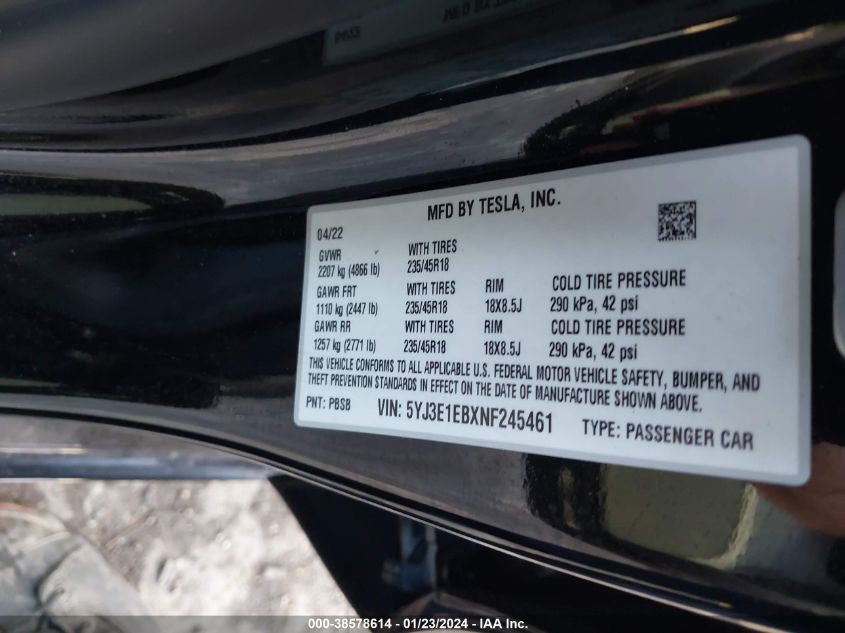 MFD BY TESLA, INC.
04/22
GVWR WITH TIRES
2207 kg (4866 lb) 235/45R18
GAWR FRT WITH TIRES RIM COLD TIRE PRESSURE
1110 kg (2447 lb) 235/45R18 18X8.5J 290 kPa, 42 psi
GAWR RR WITH TIRES RIM COLD TIRE PRESSURE
1257 kg (2771 lb) 235/45R18 18X8.5J 290 kPa, 42 psi
THIS VEHICLE CONFORMS TO ALL APPLICABLE U.S. FEDERAL MOTOR VEHICLE SAFETY, BUMPER, AND
THEFT PREVENTION STANDARDS IN EFFECT ON THE DATE OF MANUFACTURE SHOWN ABOVE.
PNT: PBSB VIN: 5YJ3E1EBXNF245461 TYPE: PASSENGER CAR
000-38578614 - 01/23/2024 - IAA Inc.